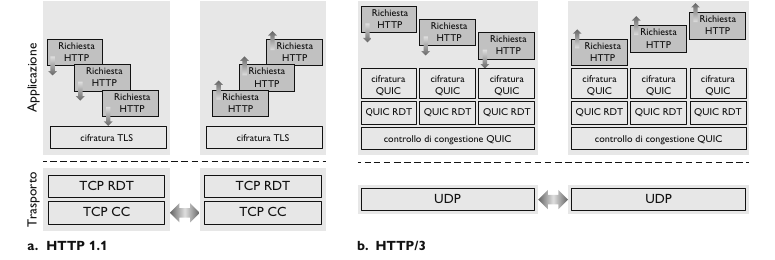 Applicazione
Richiesta
HTTP
Richiesta
HTTP
Richiesta
HTTP
cifratura TLS
Richiesta
HTTP
Richiesta
HTTP
Richiesta
HTTP
cifratura TLS
Trasporto
TCP RDT
TCP CC
TCP RDT
TCP CC
a. HTTP 1.1
Richiesta
HTTP
Richiesta
HTTP
Richiesta
HTTP
cifratura
QUIC
cifratura
QUIC
cifratura
QUIC
QUIC RDT
QUIC RDT
QUIC RDT
controllo di congestione QUIC
Richiesta
HTTP
Richiesta
HTTP
Richiesta
HTTP
cifratura
QUIC
cifratura
QUIC
cifratura
QUIC
QUIC RDT
QUIC RDT
QUIC RDT
controllo di congestione QUIC
UDP
UDP
b. HTTP/3